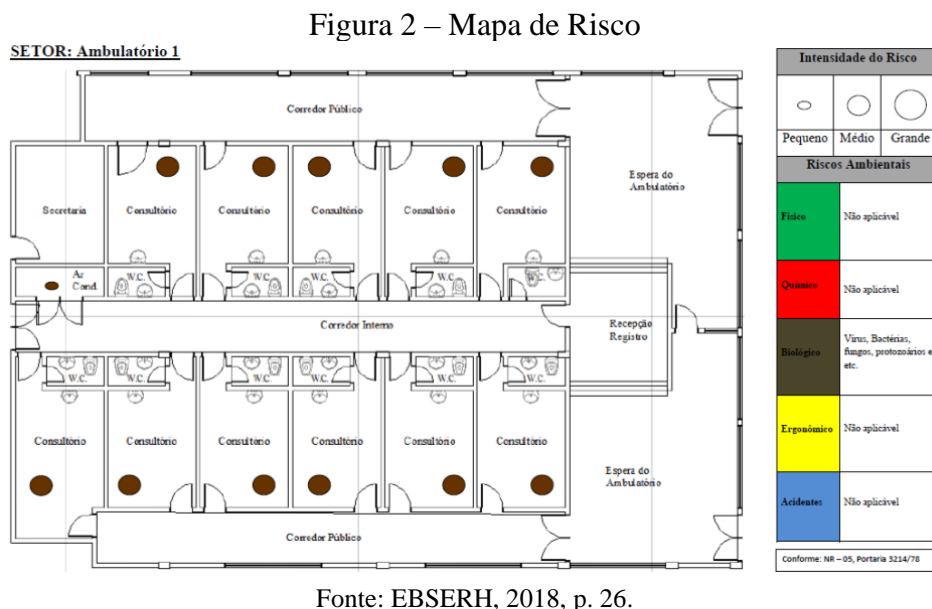 Figura 2 – Mapa de Risco
SETOR: Ambulatório 1
Corredor Público
Espera do
Ambulatório
Secretaria
Consultório
Consultório
Consultório
Consultório
Consultório
Ar
Cond.
W.C.
W.C.
W.C.
W.C.
W.C.
Corredor Interno
Recepção
Registro
W.C.
W.C.
W.C.
W.C.
W.C.
W.C.
Consultório
Consultório
Consultório
Consultório
Consultório
Consultório
Espera do
Ambulatório
Corredor Público
Intensidade do Risco
Pequeno Médio Grande
Riscos Ambientais
Físico Não aplicável
Químico Não aplicável
Biológico Vírus, Bactérias,
fungos, protozoários e
etc.
Ergonômico Não aplicável
Acidentes Não aplicável
Conforme: NR – 05, Portaria 3214/78
Fonte: EBSERH, 2018, p. 26.